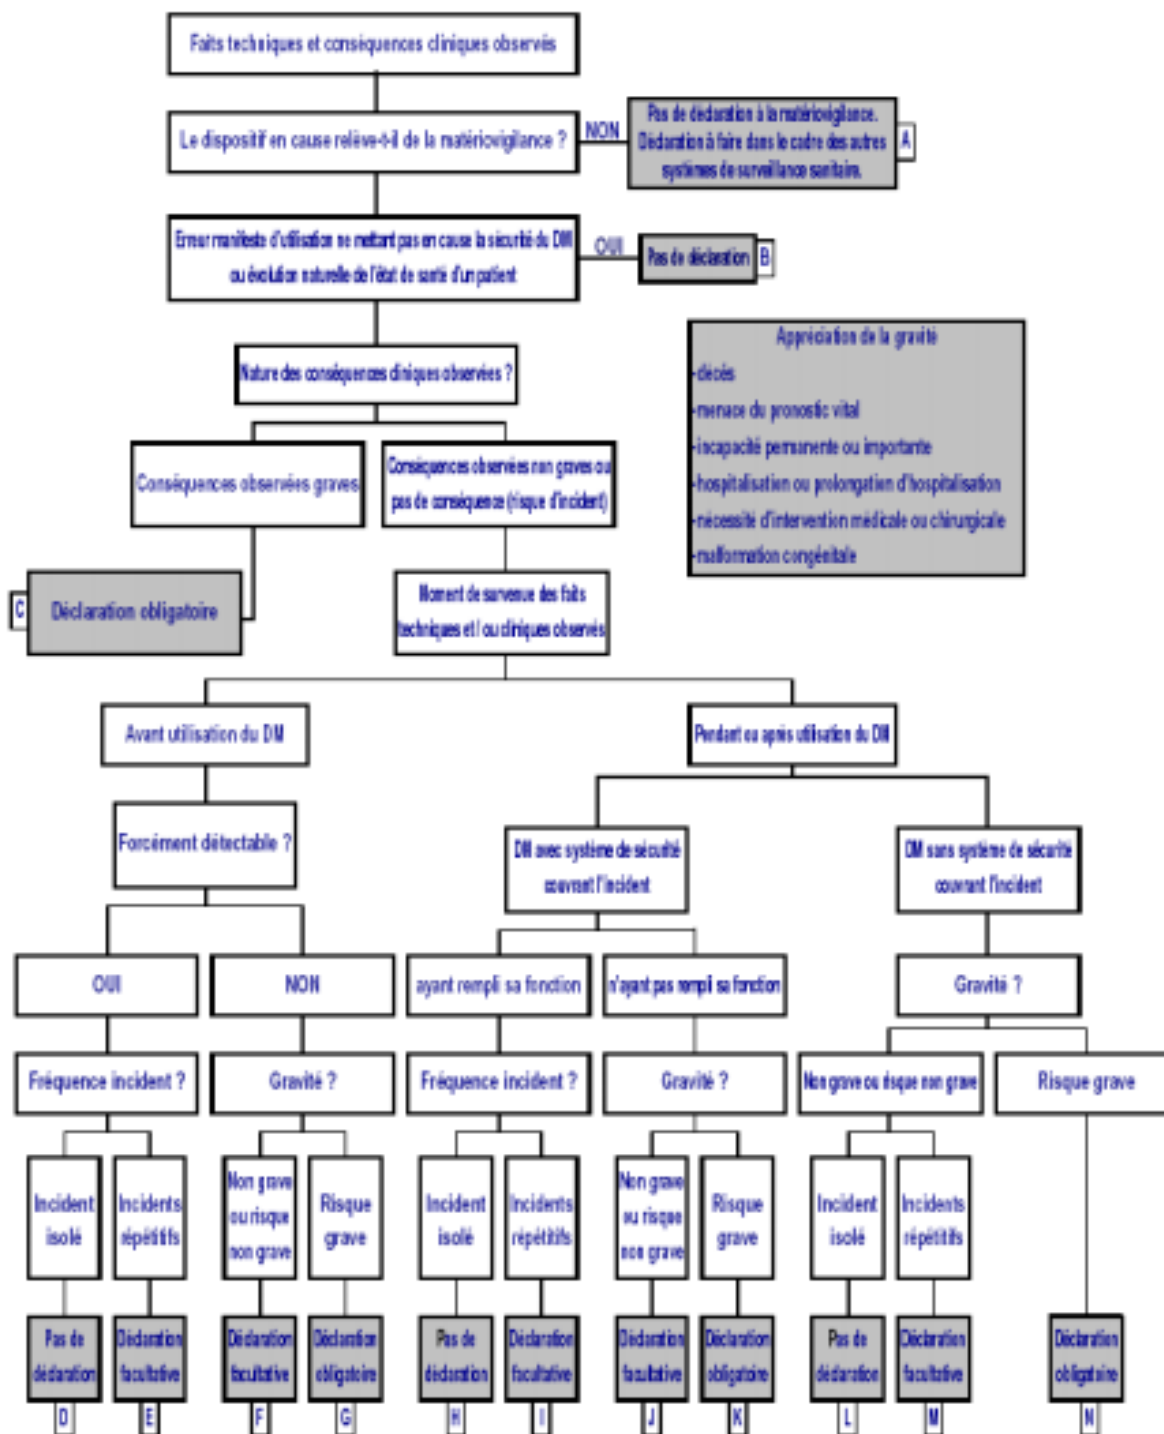 Faits techniques et conséquences cliniques observés
Le dispositif en cause relève-t-il de la matériovigilance ?
NON
Pas de déclaration à la matériovigilance.
Déclaration à faire dans le cadre des autres
systèmes de surveillance sanitaire.
A
Erreur manifeste d'utilisation ne mettant pas en cause la sécurité du DM
ou évolution naturelle de l'état de santé d'un patient
OUI
Pas de déclaration
B
Nature des conséquences cliniques observées ?
Appréciation de la gravité
-décès
-menace du pronostic vital
-incapacité permanente ou importante
-hospitalisation ou prolongation d'hospitalisation
-nécessité d'intervention médicale ou chirurgicale
-malformation congénitale
Conséquences observées graves
Conséquences observées non graves ou
pas de conséquence (risque d'incident)
C
Déclaration obligatoire
Moment de survenue des faits
techniques et / ou cliniques observés
Avant utilisation du DM
Pendant ou après utilisation du DM
Forcément détectable ?
DM avec système de sécurité
couvrant l'incident
DM sans système de sécurité
couvrant l'incident
OUI
NON
ayant rempli sa fonction
n'ayant pas rempli sa fonction
Gravité ?
Fréquence incident ?
Gravité ?
Fréquence incident ?
Gravité ?
Non grave ou risque non grave
Risque grave
Incident
isolé
Incidents
répétitifs
Non grave
ou risque
non grave
Risque
grave
Incident
isolé
Incidents
répétitifs
Non grave
ou risque
non grave
Risque
grave
Incident
isolé
Incidents
répétitifs
Pas de
déclaration
Déclaration
facultative
Déclaration
facultative
Déclaration
obligatoire
Pas de
déclaration
Déclaration
facultative
Déclaration
facultative
Déclaration
obligatoire
Pas de
déclaration
Déclaration
facultative
Déclaration
obligatoire
D
E
F
G
H
I
J
K
L
M
N